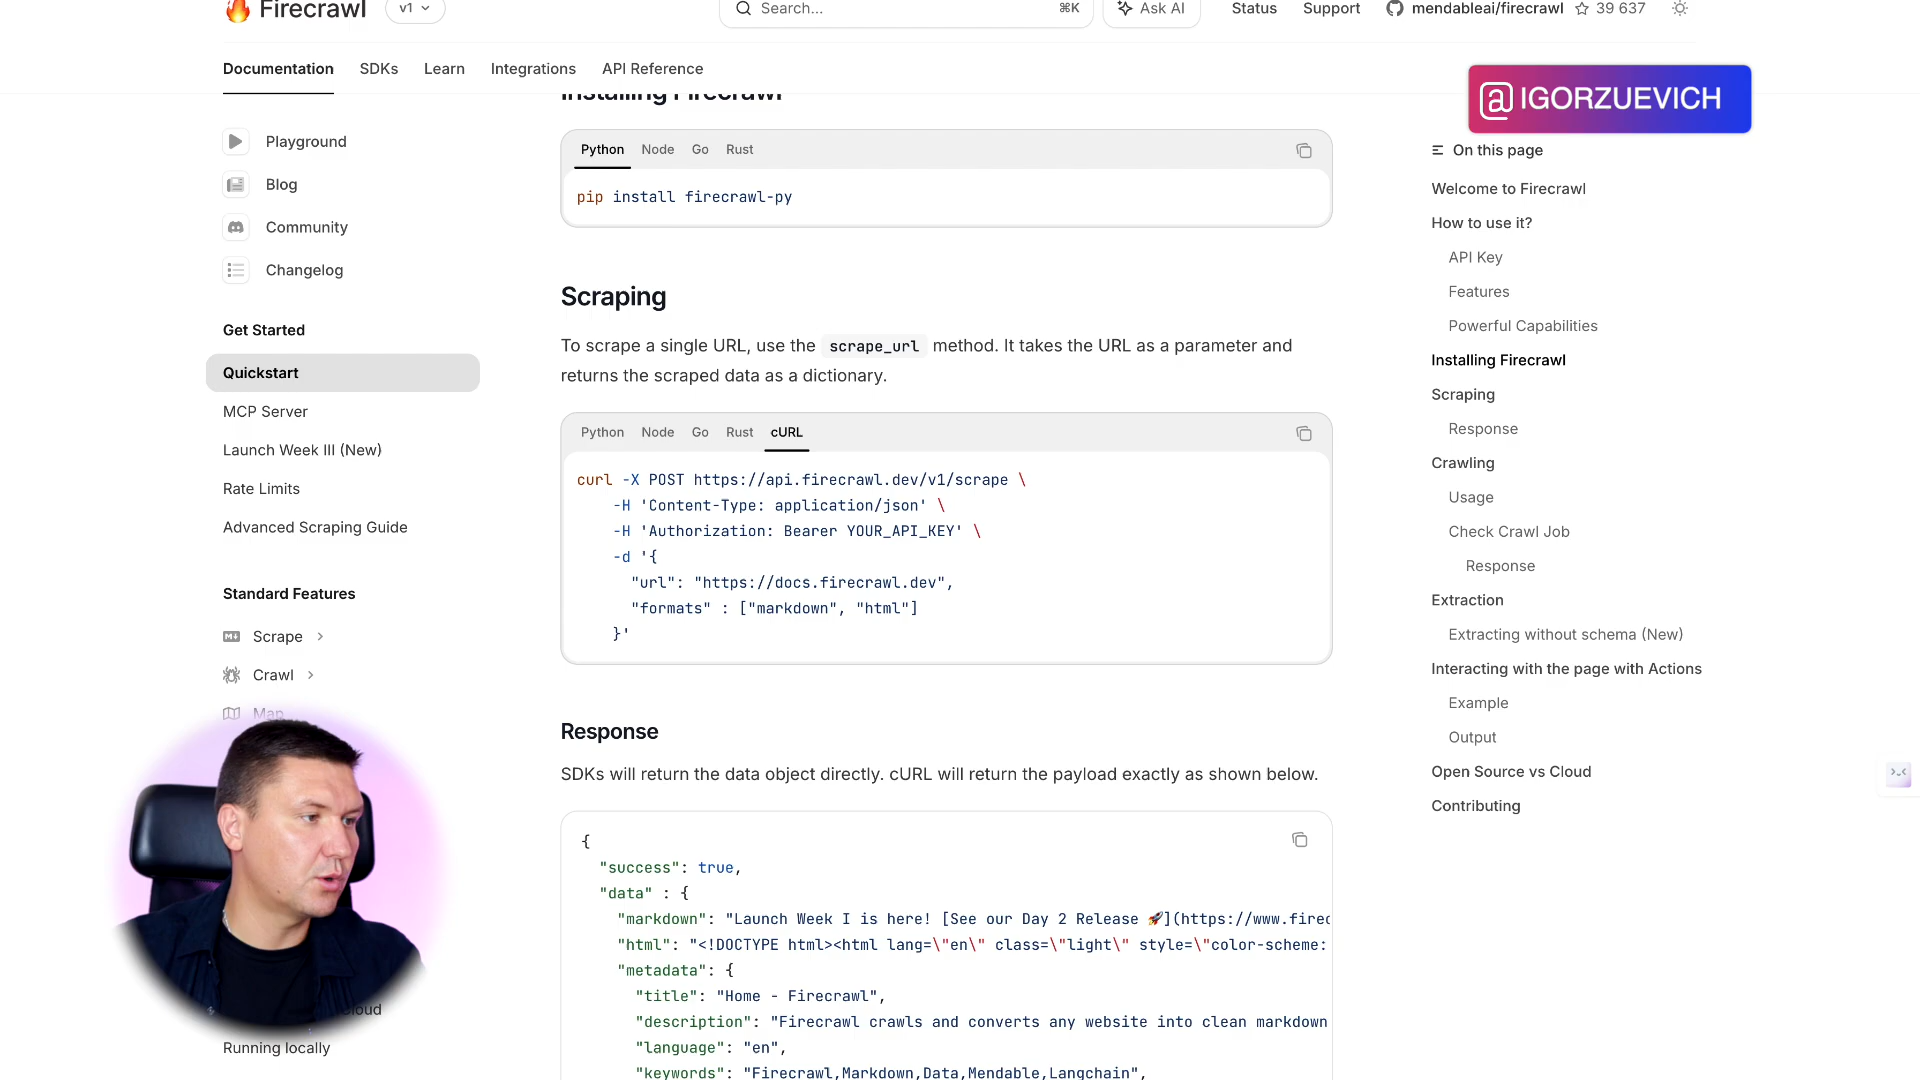 Firecrawl
v1
Search...
⌘K
Ask AI
Status
Support
mendableai/firecrawl
39 637
Documentation
SDKs
Learn
Integrations
API Reference
@IGORZUEVICH
Playground
Blog
Community
Changelog
Get Started
Quickstart
MCP Server
Launch Week III (New)
Rate Limits
Advanced Scraping Guide
Standard Features
Scrape
Crawl
Map
Cloud
Running locally
Installing Firecrawl
Python Node Go Rust
pip install firecrawl-py
Scraping
To scrape a single URL, use the scrape_url method. It takes the URL as a parameter and
returns the scraped data as a dictionary.
Python Node Go Rust cURL
curl -X POST https://api.firecrawl.dev/v1/scrape \
-H 'Content-Type: application/json' \
-H 'Authorization: Bearer YOUR_API_KEY' \
-d '{
"url": "https://docs.firecrawl.dev",
"formats" : ["markdown", "html"]
}'
Response
SDKs will return the data object directly. cURL will return the payload exactly as shown below.
{
"success": true,
"data" : {
"markdown": "Launch Week I is here! [See our Day 2 Release 🚀](https://www.firec
"html": "<!DOCTYPE html><html lang=\"en\" class=\"light\" style=\"color-scheme:
"metadata": {
"title": "Home - Firecrawl",
"description": "Firecrawl crawls and converts any website into clean markdown
"language": "en",
"keywords": "Firecrawl,Markdown,Data,Mendable,Langchain",
On this page
Welcome to Firecrawl
How to use it?
API Key
Features
Powerful Capabilities
Installing Firecrawl
Scraping
Response
Crawling
Usage
Check Crawl Job
Response
Extraction
Extracting without schema (New)
Interacting with the page with Actions
Example
Output
Open Source vs Cloud
Contributing